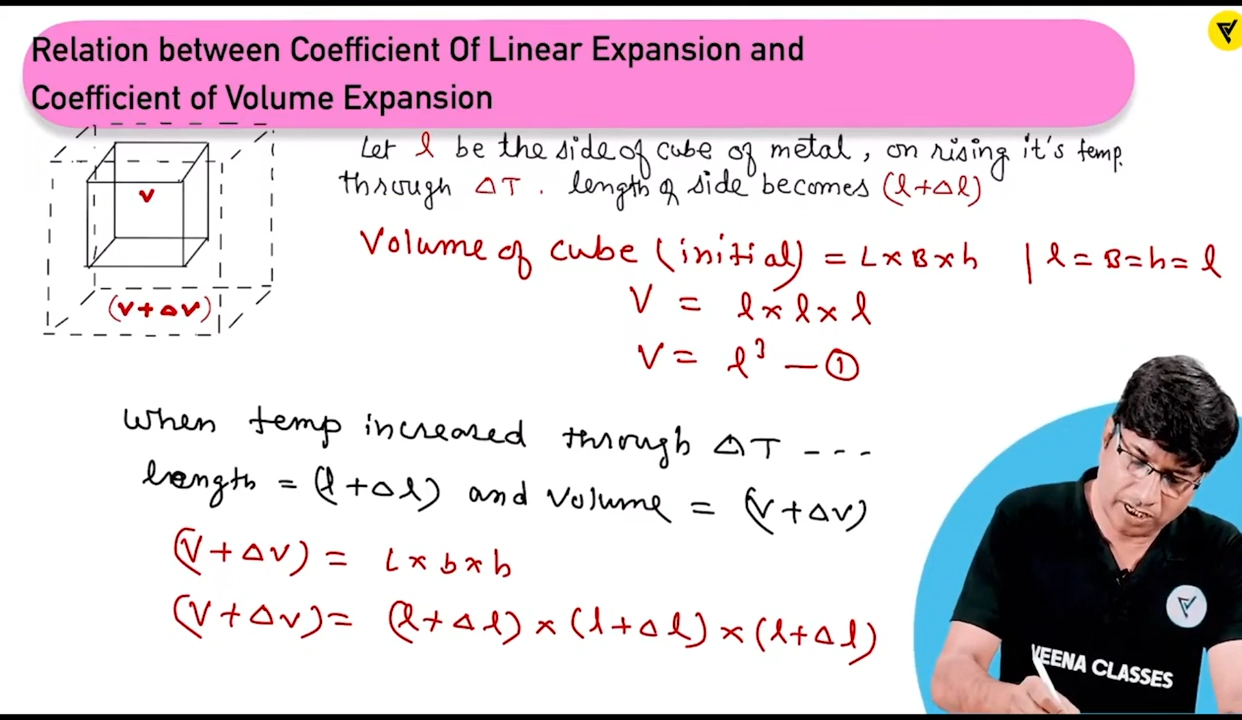 Relation between Coefficient Of Linear Expansion and
Coefficient of Volume Expansion
Let l be the side of cube of metal, on rising it's temp.
through ΔT. length of side becomes (l+Δl)
V
(V+ΔV)
Volume of cube (initial) = L×B×h | l=B=h=l
V = l×l×l
V = l³ —①
When temp increased through ΔT ---
length = (l+Δl) and volume = (V+ΔV)
(V+ΔV) = L×b×h
(V+ΔV) = (l+Δl)×(l+Δl)×(l+Δl)
VEENA CLASSES